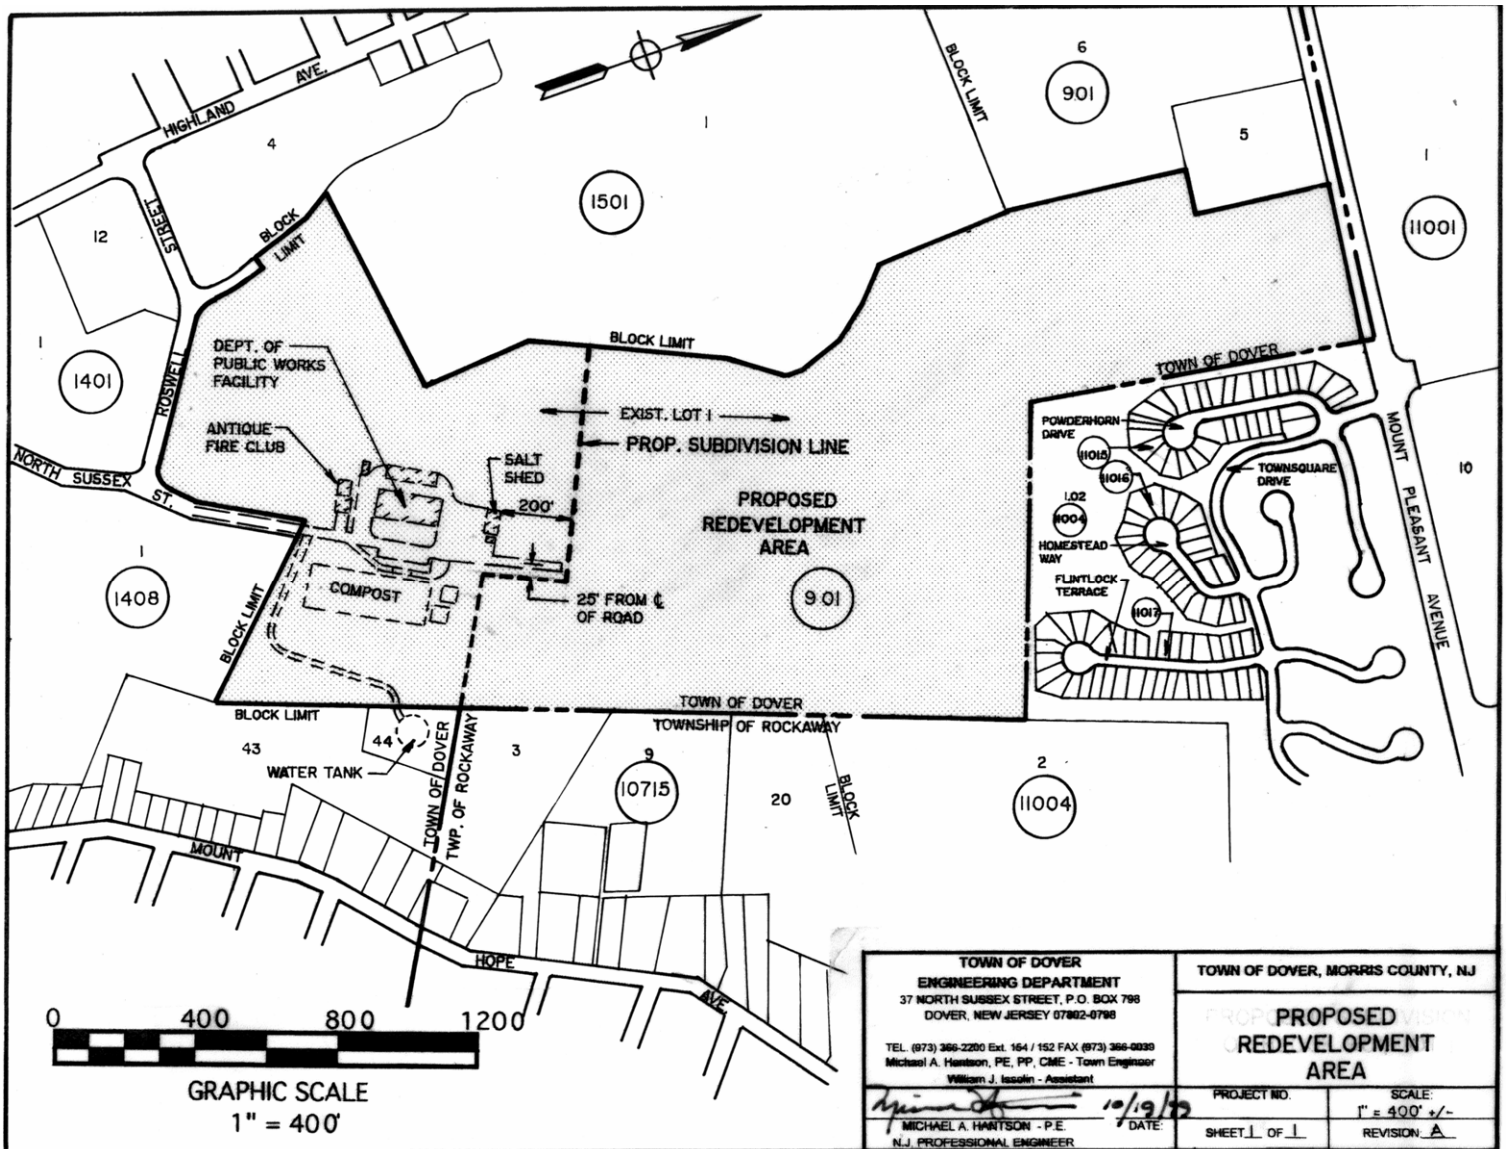 HIGHLAND AVE.
4
12
STREET
BLOCK
LIMIT
1
1501
BLOCK LIMIT
6
9.01
5
1
11001
1
1401
ROSWELL
DEPT. OF
PUBLIC WORKS
FACILITY
ANTIQUE
FIRE CLUB
NORTH SUSSEX ST.
BLOCK LIMIT
EXIST. LOT 1
PROP. SUBDIVISION LINE
SALT
SHED
200'
PROPOSED
REDEVELOPMENT
AREA
9.01
25' FROM ℄
OF ROAD
COMPOST
1
1408
BLOCK LIMIT
TOWN OF DOVER
POWDERHORN
DRIVE
11015
11016
TOWNSQUARE
DRIVE
1.02
11004
HOMESTEAD
WAY
FLINTLOCK
TERRACE
11017
MOUNT PLEASANT AVENUE
10
BLOCK LIMIT
TOWN OF DOVER
TOWNSHIP OF ROCKAWAY
43
44
WATER TANK
TOWN OF DOVER
TWP. OF ROCKAWAY
3
9
10715
20
BLOCK
LIMIT
2
11004
MOUNT HOPE AVE.
0 400 800 1200
GRAPHIC SCALE
1" = 400'
TOWN OF DOVER
ENGINEERING DEPARTMENT
37 NORTH SUSSEX STREET, P.O. BOX 798
DOVER, NEW JERSEY 07802-0798
TEL. (973) 366-2200 Ext. 164 / 152 FAX (973) 366-0039
Michael A. Hantson, PE, PP, CME - Town Engineer
William J. Isselin - Assistant
10/19/99
MICHAEL A. HANTSON - P.E.
DATE:
N.J. PROFESSIONAL ENGINEER
TOWN OF DOVER, MORRIS COUNTY, NJ
PROPOSED
REDEVELOPMENT
AREA
PROJECT NO.
SCALE:
1" = 400' +/-
SHEET 1 OF 1
REVISION: A